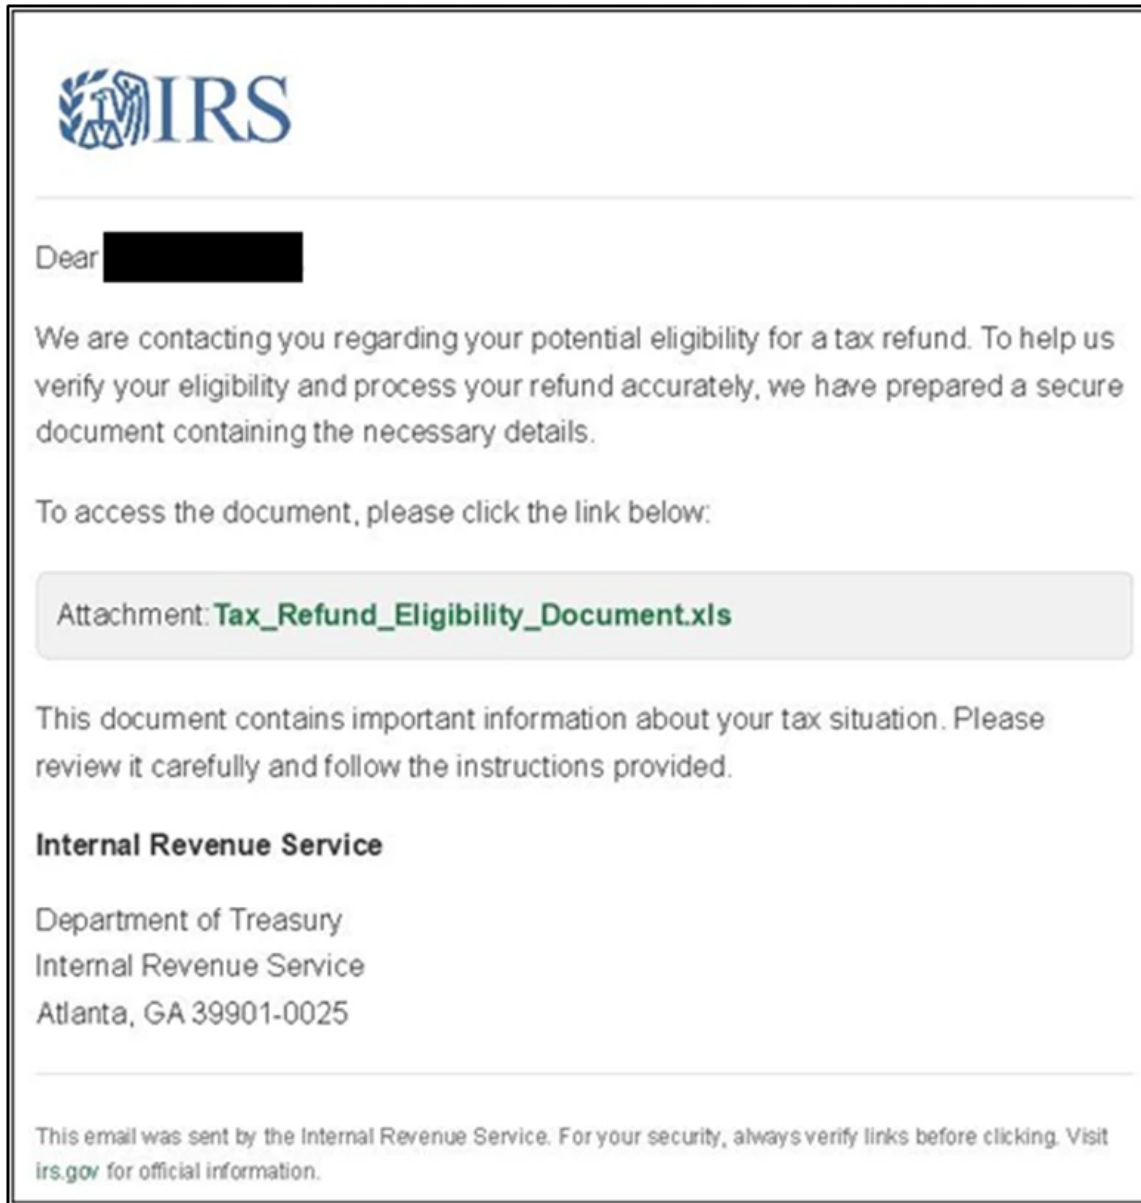 IRS
Dear
We are contacting you regarding your potential eligibility for a tax refund. To help us
verify your eligibility and process your refund accurately, we have prepared a secure
document containing the necessary details.
To access the document, please click the link below:
Attachment: Tax_Refund_Eligibility_Document.xls
This document contains important information about your tax situation. Please
review it carefully and follow the instructions provided.
Internal Revenue Service
Department of Treasury
Internal Revenue Service
Atlanta, GA 39901-0025
This email was sent by the Internal Revenue Service. For your security, always verify links before clicking. Visit
irs.gov for official information.